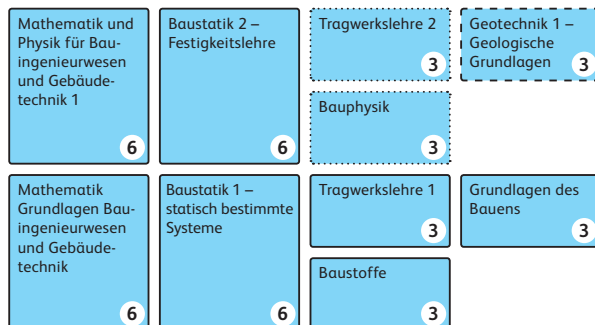 Mathematik und
Physik für Bau-
ingenieurwesen
und Gebäude-
technik 1
6
Baustatik 2 –
Festigkeitslehre
6
Tragwerkslehre 2
3
Bauphysik
3
Geotechnik 1 –
Geologische
Grundlagen
3
Mathematik
Grundlagen Bau-
ingenieurwesen
und Gebäude-
technik
6
Baustatik 1 –
statisch bestimmte
Systeme
6
Tragwerkslehre 1
3
Baustoffe
3
Grundlagen des
Bauens
3